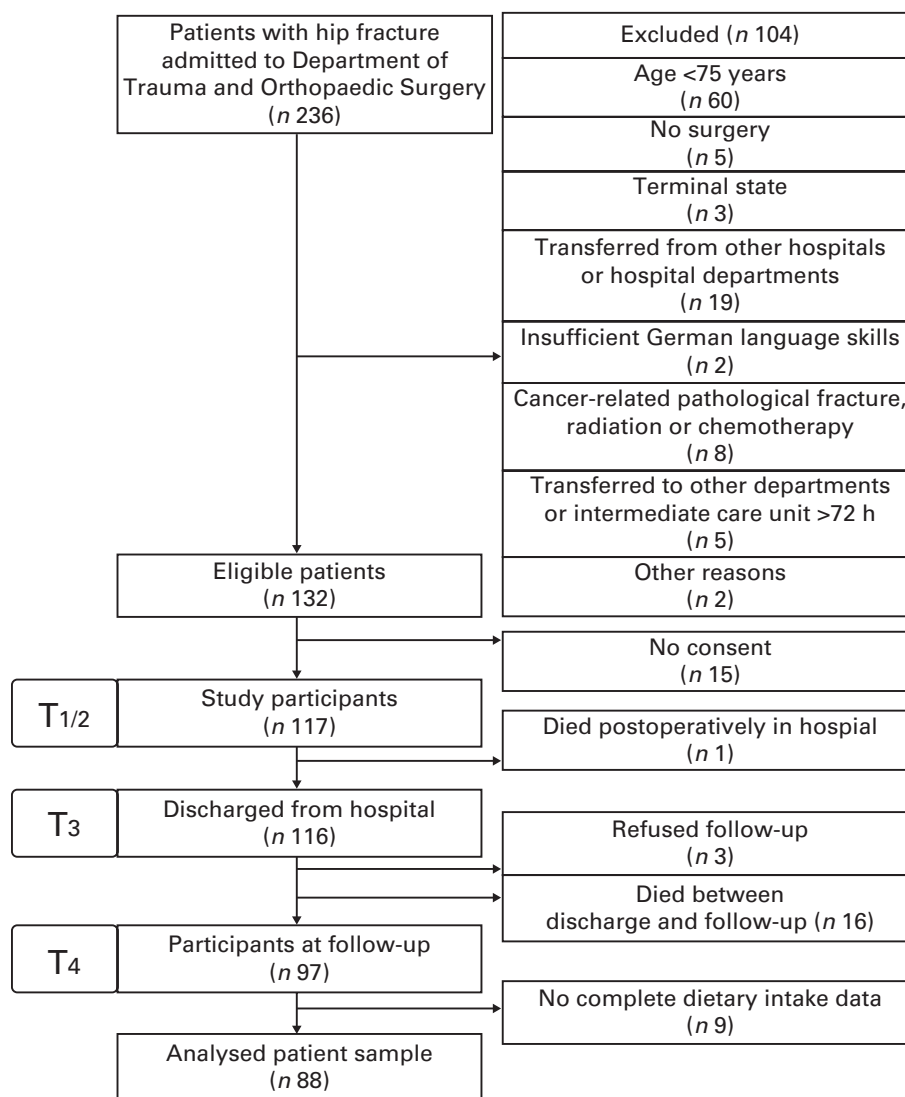 Patients with hip fracture
admitted to Department of
Trauma and Orthopaedic Surgery
(n 236)
Excluded (n 104)
Age <75 years
(n 60)
No surgery
(n 5)
Terminal state
(n 3)
Transferred from other hospitals
or hospital departments
(n 19)
Insufficient German language skills
(n 2)
Cancer-related pathological fracture,
radiation or chemotherapy
(n 8)
Transferred to other departments
or intermediate care unit >72 h
(n 5)
Other reasons
(n 2)
Eligible patients
(n 132)
No consent
(n 15)
T1/2
Study participants
(n 117)
Died postoperatively in hospial
(n 1)
T3
Discharged from hospital
(n 116)
Refused follow-up
(n 3)
Died between
discharge and follow-up (n 16)
T4
Participants at follow-up
(n 97)
No complete dietary intake data
(n 9)
Analysed patient sample
(n 88)